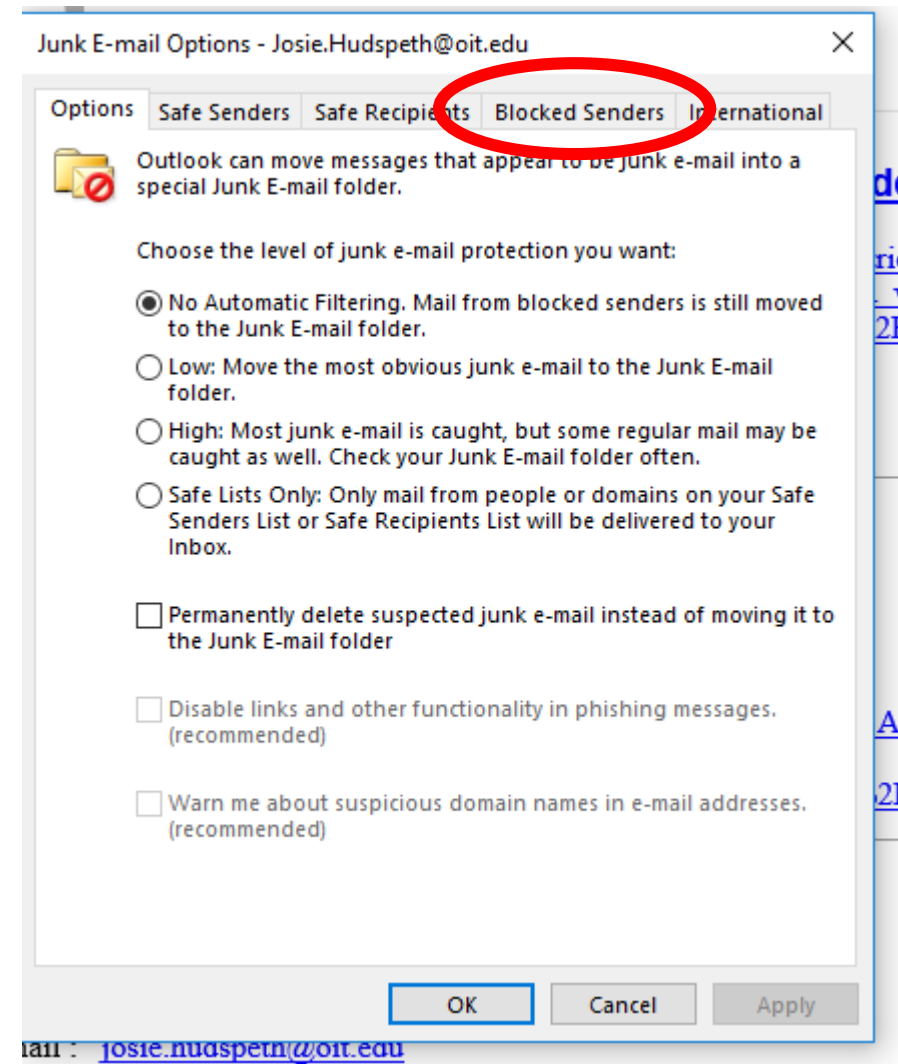 Junk E-mail Options - Josie.Hudspeth@oit.edu
Options Safe Senders Safe Recipients Blocked Senders International
Outlook can move messages that appear to be junk e-mail into a
special Junk E-mail folder.
Choose the level of junk e-mail protection you want:
No Automatic Filtering. Mail from blocked senders is still moved
to the Junk E-mail folder.
Low: Move the most obvious junk e-mail to the Junk E-mail
folder.
High: Most junk e-mail is caught, but some regular mail may be
caught as well. Check your Junk E-mail folder often.
Safe Lists Only: Only mail from people or domains on your Safe
Senders List or Safe Recipients List will be delivered to your
Inbox.
Permanently delete suspected junk e-mail instead of moving it to
the Junk E-mail folder
Disable links and other functionality in phishing messages.
(recommended)
Warn me about suspicious domain names in e-mail addresses.
(recommended)
OK Cancel Apply
josie.hudspeth@oit.edu